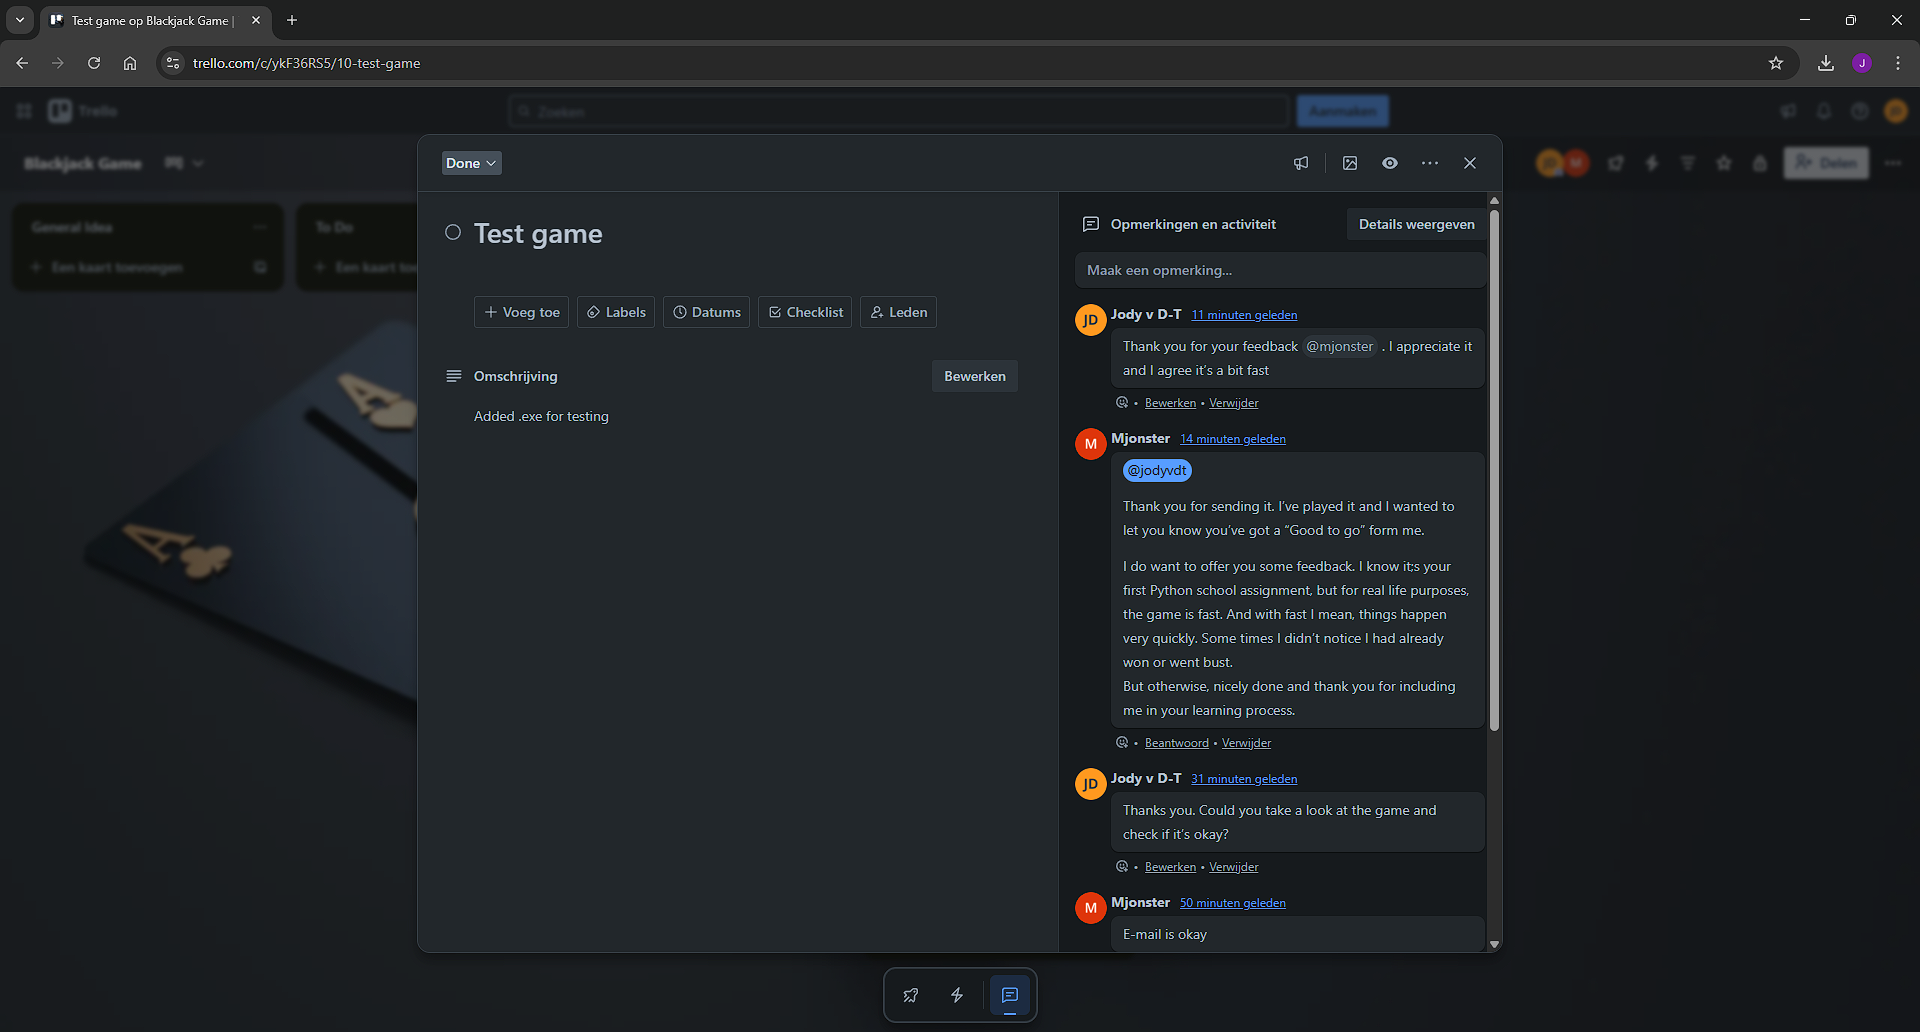 Test game op Blackjack Game |
trello.com/c/ykF36RS5/10-test-game
Trello
Zoeken
Aanmaken
Blackjack Game
Delen
General Idea
Een kaart toevoegen
To Do
Een kaart toe
Done
Test game
Voeg toe
Labels
Datums
Checklist
Leden
Omschrijving
Bewerken
Added .exe for testing
Opmerkingen en activiteit
Details weergeven
Maak een opmerking...
JD
Jody v D-T 11 minuten geleden
Thank you for your feedback @mjonster . I appreciate it
and I agree it’s a bit fast
• Bewerken • Verwijder
M
Mjonster 14 minuten geleden
@jodyvdt
Thank you for sending it. I’ve played it and I wanted to
let you know you’ve got a “Good to go” form me.
I do want to offer you some feedback. I know it;s your
first Python school assignment, but for real life purposes,
the game is fast. And with fast I mean, things happen
very quickly. Some times I didn’t notice I had already
won or went bust.
But otherwise, nicely done and thank you for including
me in your learning process.
• Beantwoord • Verwijder
JD
Jody v D-T 31 minuten geleden
Thanks you. Could you take a look at the game and
check if it’s okay?
• Bewerken • Verwijder
M
Mjonster 50 minuten geleden
E-mail is okay
J
JD
M
A
A